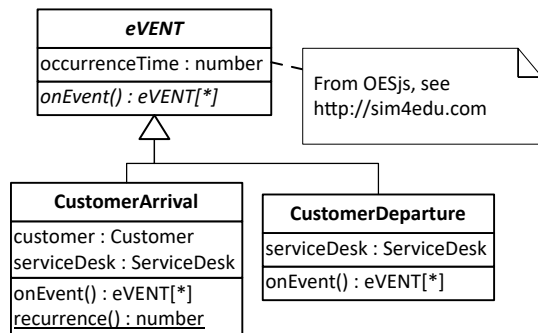 eVENT
occurrenceTime : number
onEvent() : eVENT[*]
From OESjs, see
http://sim4edu.com
CustomerArrival
customer : Customer
serviceDesk : ServiceDesk
onEvent() : eVENT[*]
recurrence() : number
CustomerDeparture
serviceDesk : ServiceDesk
onEvent() : eVENT[*]